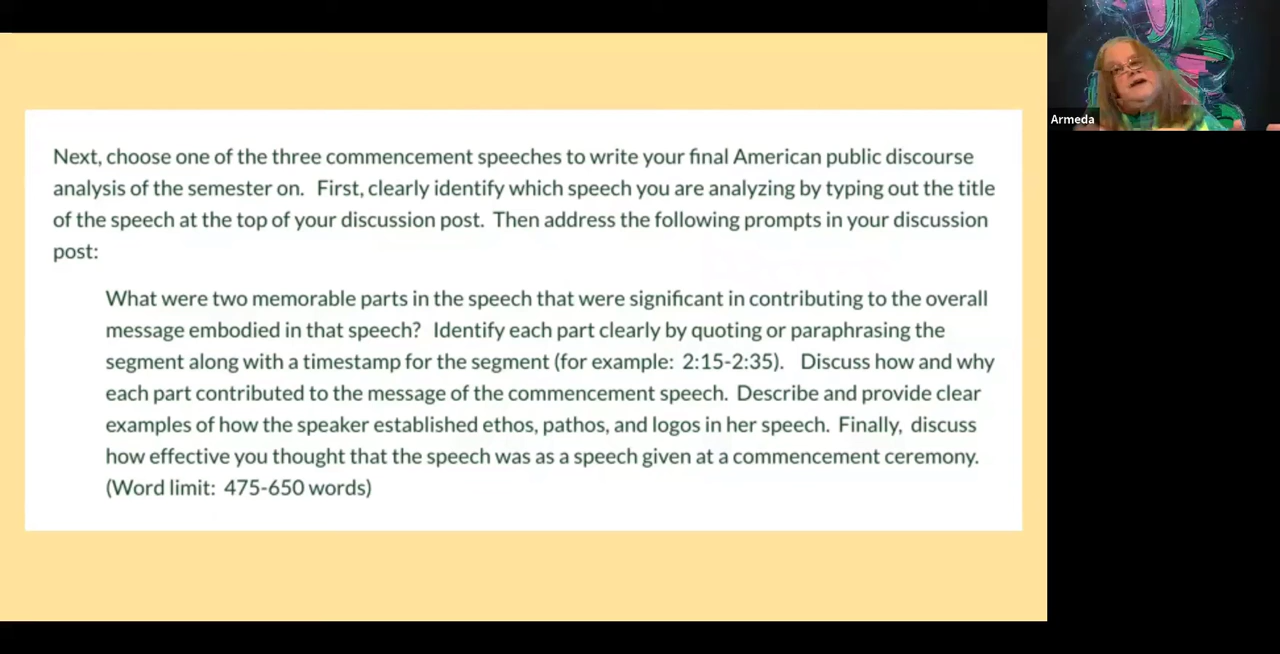 Next, choose one of the three commencement speeches to write your final American public discourse
analysis of the semester on.  First, clearly identify which speech you are analyzing by typing out the title
of the speech at the top of your discussion post.  Then address the following prompts in your discussion
post:
What were two memorable parts in the speech that were significant in contributing to the overall
message embodied in that speech?  Identify each part clearly by quoting or paraphrasing the
segment along with a timestamp for the segment (for example:  2:15-2:35).   Discuss how and why
each part contributed to the message of the commencement speech.  Describe and provide clear
examples of how the speaker established ethos, pathos, and logos in her speech.  Finally,  discuss
how effective you thought that the speech was as a speech given at a commencement ceremony.
(Word limit:  475-650 words)
Armeda